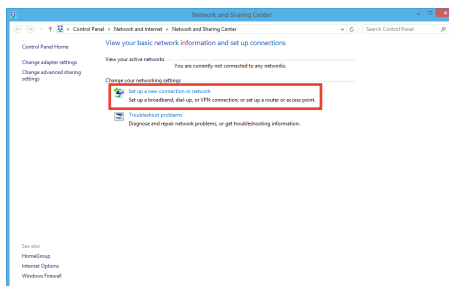 Network and Sharing Center
Control Panel ▸ Network and Internet ▸ Network and Sharing Center
Search Control Panel
Control Panel Home
Change adapter settings
Change advanced sharing
settings
View your basic network information and set up connections
View your active networks
You are currently not connected to any networks.
Change your networking settings
Set up a new connection or network
Set up a broadband, dial-up, or VPN connection; or set up a router or access point.
Troubleshoot problems
Diagnose and repair network problems, or get troubleshooting information.
See also
HomeGroup
Internet Options
Windows Firewall